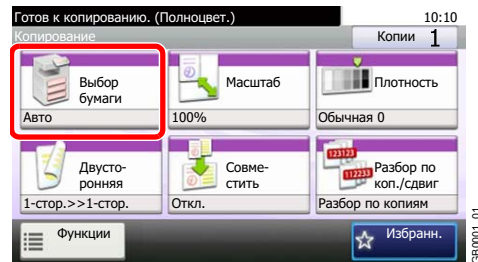 Готов к копированию. (Полноцвет.)
10:10
Копирование
Копии 1
Выбор
бумаги
Авто
Масштаб
100%
Плотность
Обычная 0
Двусто-
ронняя
1-стор.>>1-стор.
Совме-
стить
Откл.
123123
112233
Разбор по
коп./сдвиг
Разбор по копиям
Функции
Избранн.
GB0001_01